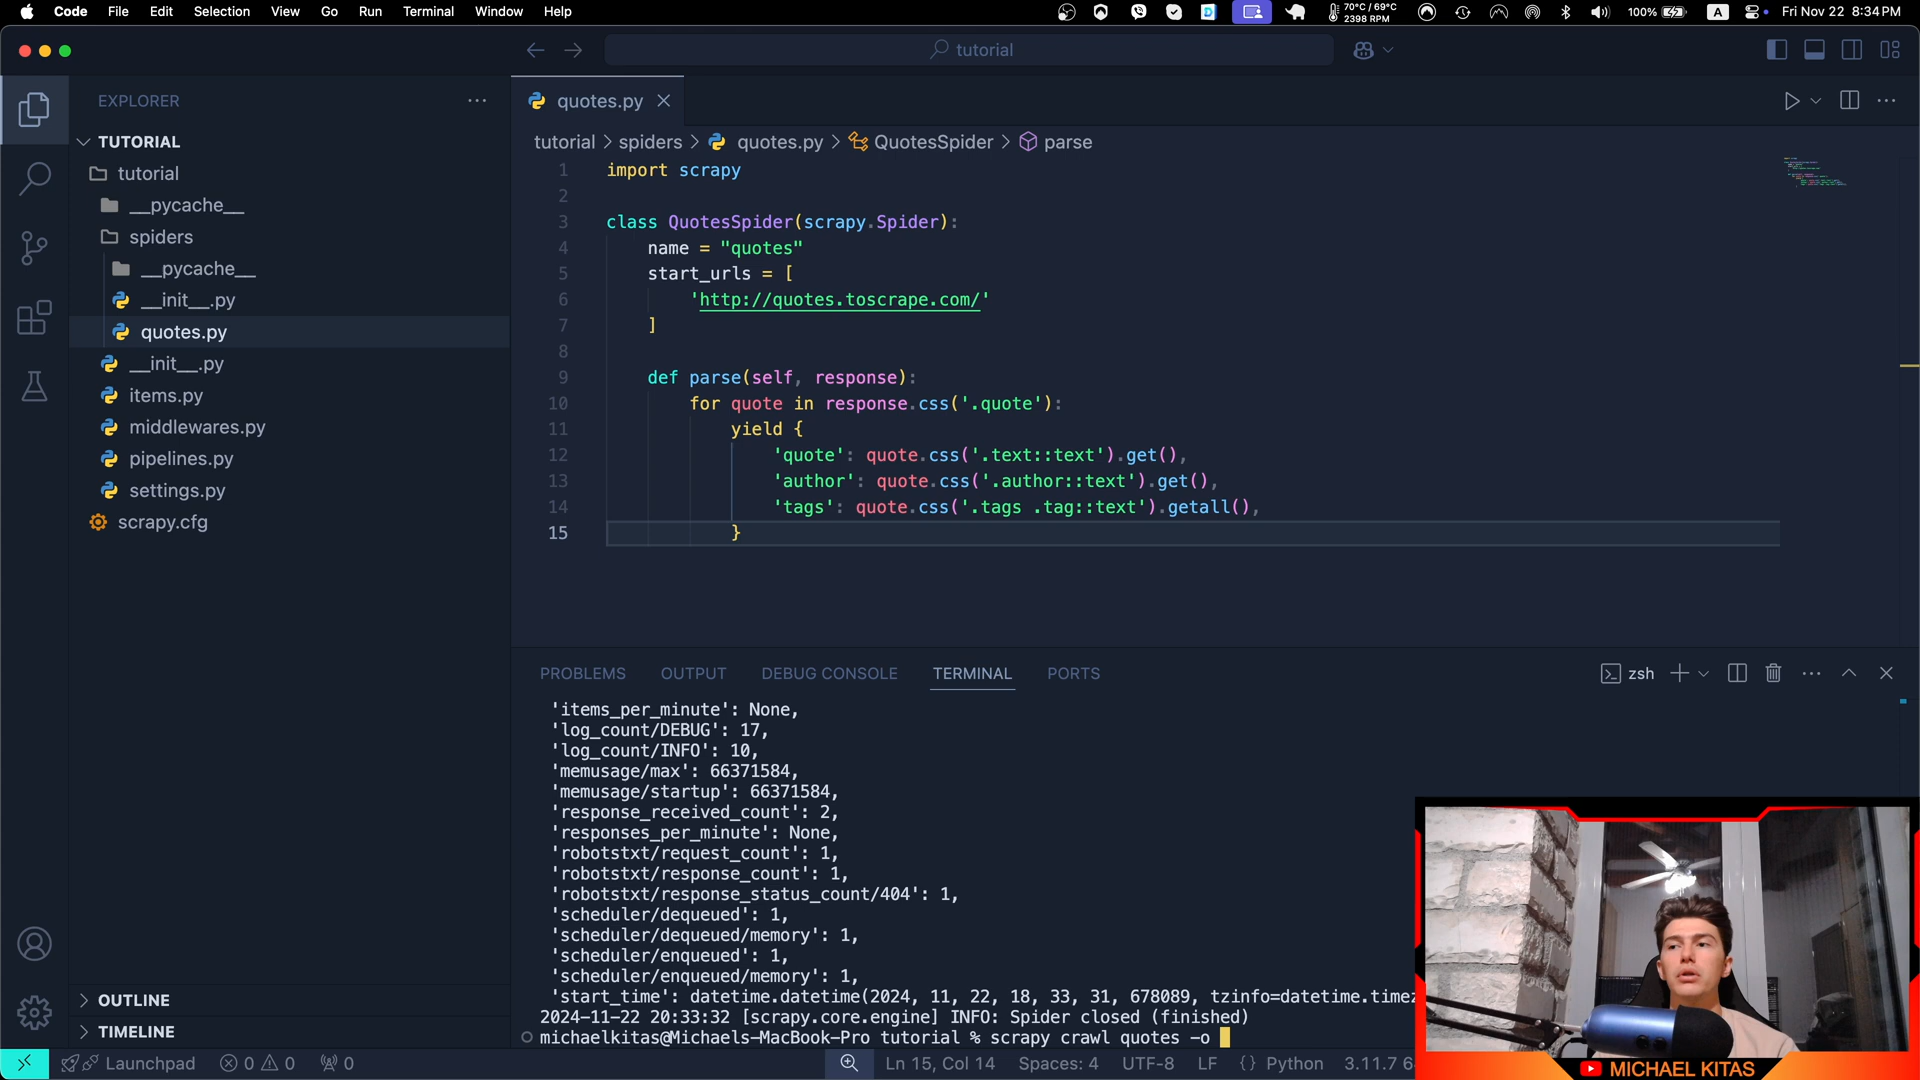 Code File Edit Selection View Go Run Terminal Window Help
70°C / 69°C
2398 RPM
100%
A
Fri Nov 22 8:34 PM
tutorial
EXPLORER
TUTORIAL
tutorial
__pycache__
spiders
__pycache__
__init__.py
quotes.py
__init__.py
items.py
middlewares.py
pipelines.py
settings.py
scrapy.cfg
OUTLINE
TIMELINE
quotes.py
tutorial > spiders > quotes.py > QuotesSpider > parse
1 import scrapy
2
3 class QuotesSpider(scrapy.Spider):
4 name = "quotes"
5 start_urls = [
6 'http://quotes.toscrape.com/'
7 ]
8
9 def parse(self, response):
10 for quote in response.css('.quote'):
11 yield {
12 'quote': quote.css('.text::text').get(),
13 'author': quote.css('.author::text').get(),
14 'tags': quote.css('.tags .tag::text').getall(),
15 }
PROBLEMS OUTPUT DEBUG CONSOLE TERMINAL PORTS
zsh
'items_per_minute': None,
'log_count/DEBUG': 17,
'log_count/INFO': 10,
'memusage/max': 66371584,
'memusage/startup': 66371584,
'response_received_count': 2,
'responses_per_minute': None,
'robotstxt/request_count': 1,
'robotstxt/response_count': 1,
'robotstxt/response_status_count/404': 1,
'scheduler/dequeued': 1,
'scheduler/dequeued/memory': 1,
'scheduler/enqueued': 1,
'scheduler/enqueued/memory': 1,
'start_time': datetime.datetime(2024, 11, 22, 18, 33, 31, 678089, tzinfo=datetime.timez
2024-11-22 20:33:32 [scrapy.core.engine] INFO: Spider closed (finished)
michaelkitas@Michaels-MacBook-Pro tutorial % scrapy crawl quotes -o
Launchpad 0 0 0
Ln 15, Col 14 Spaces: 4 UTF-8 LF {} Python 3.11.7 6
MICHAEL KITAS